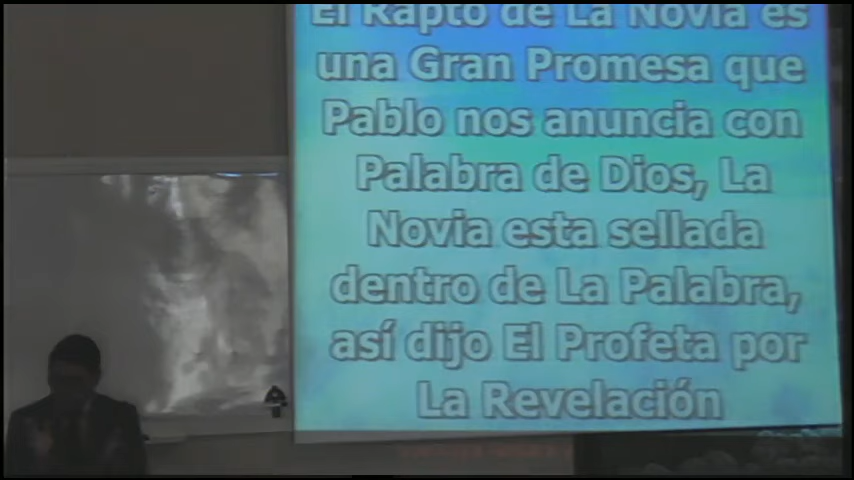 El Rapto de La Novia es
una Gran Promesa que
Pablo nos anuncia con
Palabra de Dios, La
Novia esta sellada
dentro de La Palabra,
así dijo El Profeta por
La Revelación